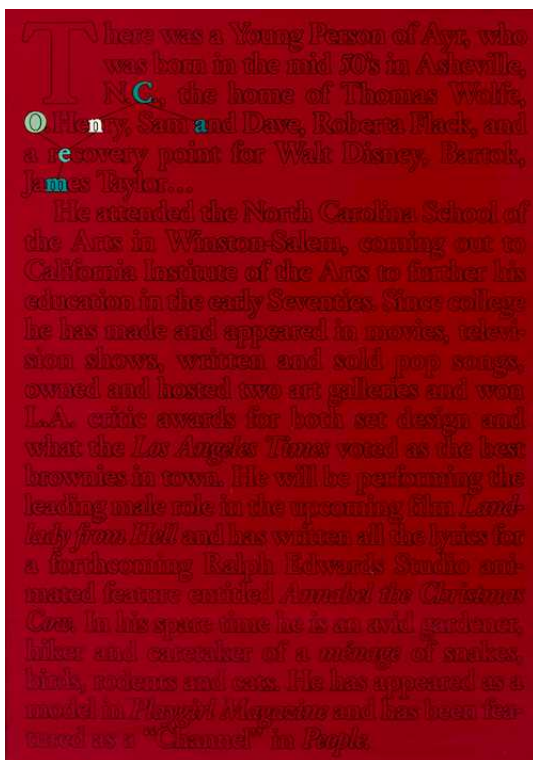 There was a Young Person of Ayr, who
was born in the mid 50's in Asheville,
N.C., the home of Thomas Wolfe,
O Henry, Sam and Dave, Roberta Flack, and
a recovery point for Walt Disney, Bartok,
James Taylor...
He attended the North Carolina School of
the Arts in Winston-Salem, coming out to
California Institute of the Arts to further his
education in the early Seventies. Since college
he has made and appeared in movies, televi-
sion shows, written and sold pop songs,
owned and hosted two art galleries and won
L.A. critic awards for both set design and
what the Los Angeles Times voted as the best
brownies in town. He will be performing the
leading male role in the upcoming film Land-
lady from Hell and has written all the lyrics for
a forthcoming Ralph Edwards Studio ani-
mated feature entitled Annabel the Christmas
Cow. In his spare time he is an avid gardener,
hiker and caretaker of a ménage of snakes,
birds, rodents and cats. He has appeared as a
model in Playgirl Magazine and has been fea-
tured as a "Channel" in People.